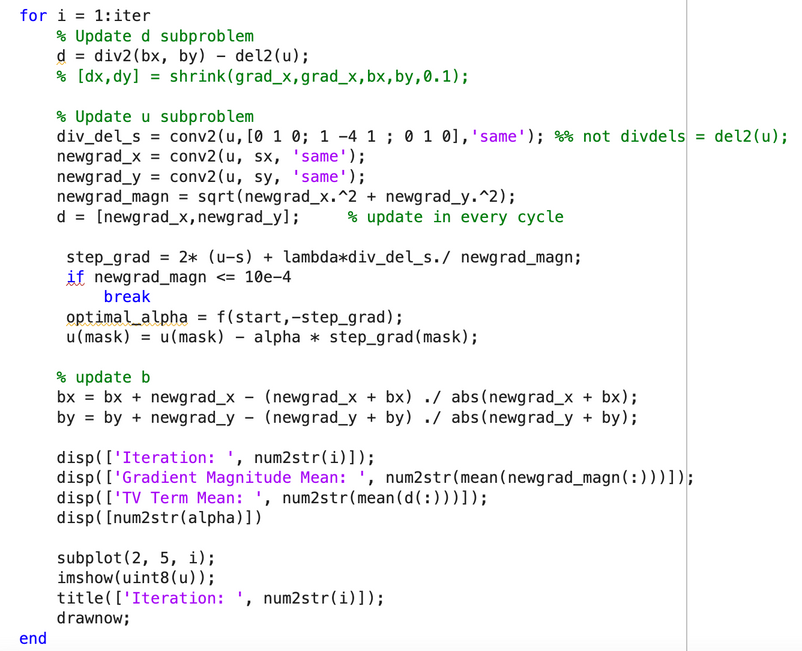 for i = 1:iter
% Update d subproblem
d = div2(bx, by) - del2(u);
% [dx,dy] = shrink(grad_x,grad_x,bx,by,0.1);
% Update u subproblem
div_del_s = conv2(u,[0 1 0; 1 -4 1 ; 0 1 0],'same'); %% not divdels = del2(u);
newgrad_x = conv2(u, sx, 'same');
newgrad_y = conv2(u, sy, 'same');
newgrad_magn = sqrt(newgrad_x.^2 + newgrad_y.^2);
d = [newgrad_x,newgrad_y];     % update in every cycle
step_grad = 2* (u-s) + lambda*div_del_s./ newgrad_magn;
if newgrad_magn <= 10e-4
break
optimal_alpha = f(start,-step_grad);
u(mask) = u(mask) - alpha * step_grad(mask);
% update b
bx = bx + newgrad_x - (newgrad_x + bx) ./ abs(newgrad_x + bx);
by = by + newgrad_y - (newgrad_y + by) ./ abs(newgrad_y + by);
disp(['Iteration: ', num2str(i)]);
disp(['Gradient Magnitude Mean: ', num2str(mean(newgrad_magn(:)))]);
disp(['TV Term Mean: ', num2str(mean(d(:)))]);
disp([num2str(alpha)])
subplot(2, 5, i);
imshow(uint8(u));
title(['Iteration: ', num2str(i)]);
drawnow;
end